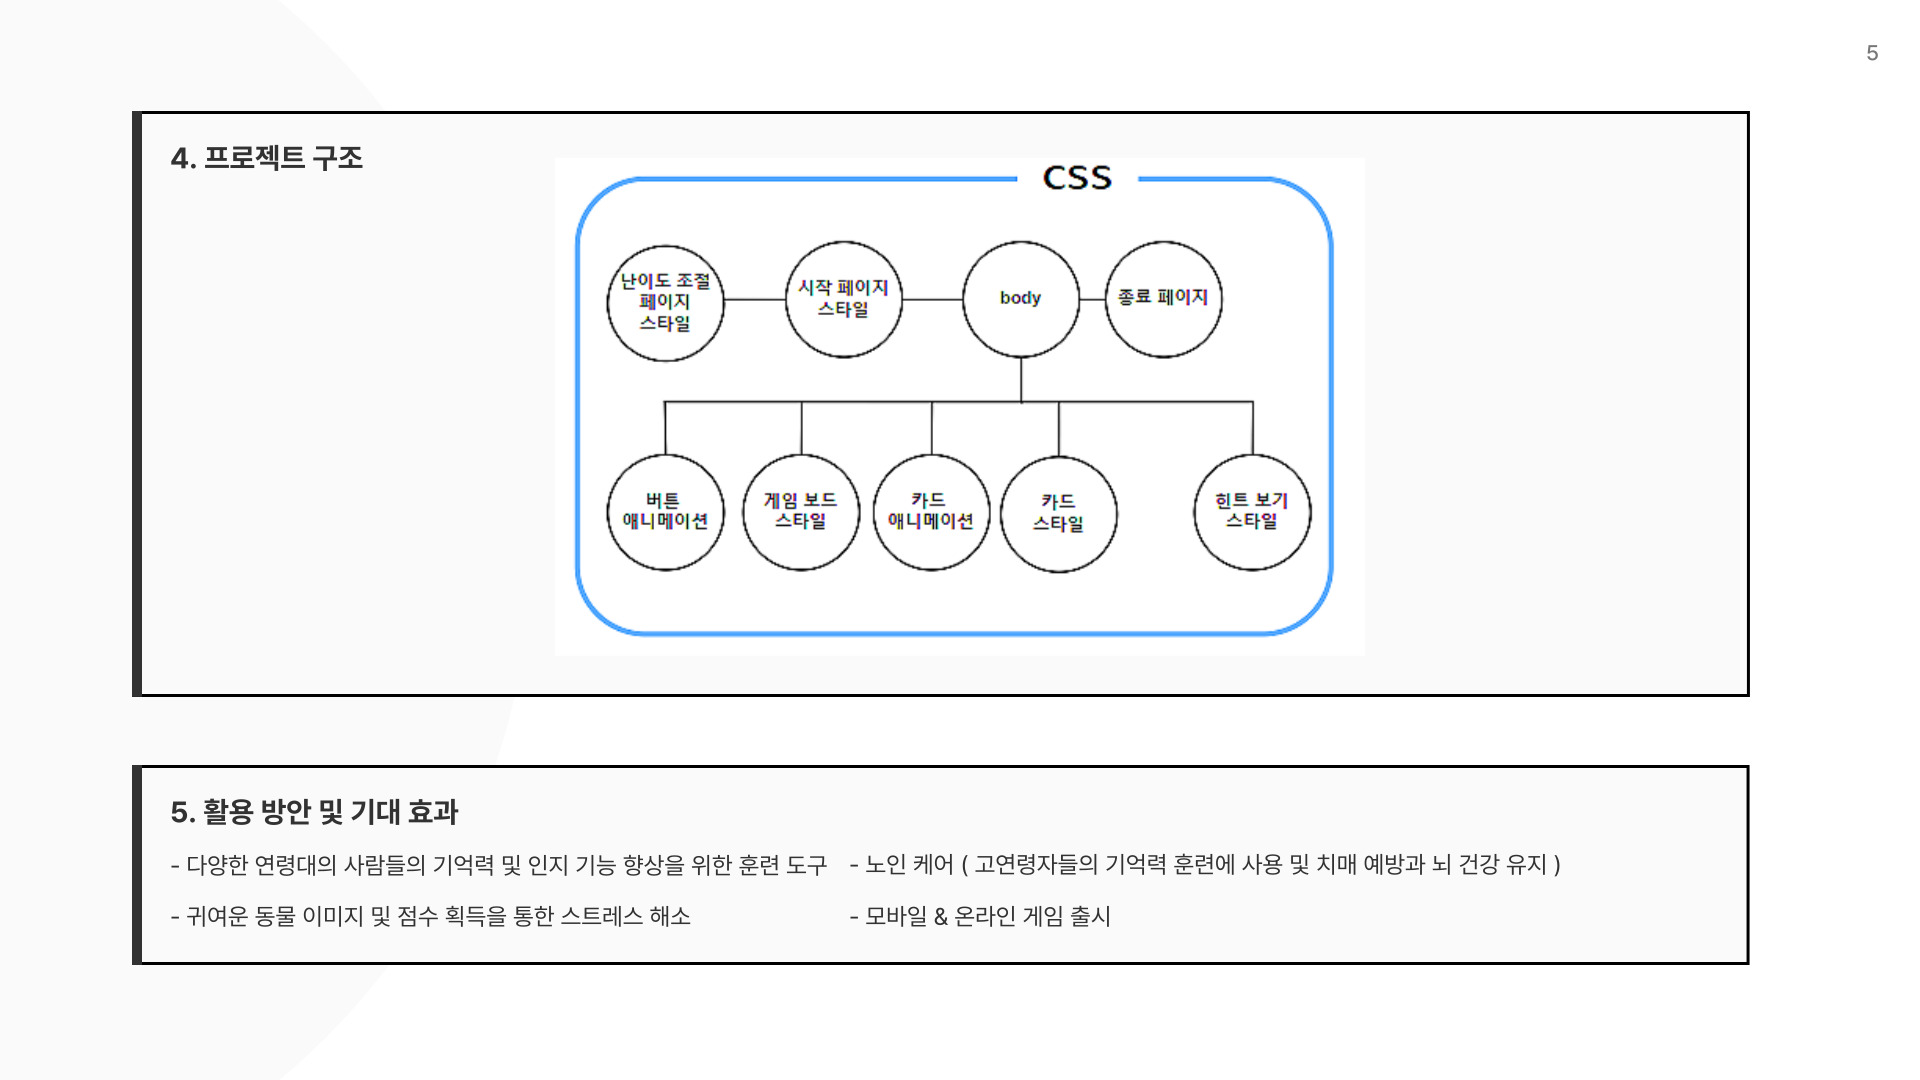 5
4. 프로젝트 구조
CSS
난이도 조절
페이지
스타일
시작 페이지
스타일
body
종료 페이지
버튼
애니메이션
게임 보드
스타일
카드
애니메이션
카드
스타일
힌트 보기
스타일
5. 활용 방안 및 기대 효과
- 다양한 연령대의 사람들의 기억력 및 인지 기능 향상을 위한 훈련 도구
- 노인 케어 ( 고연령자들의 기억력 훈련에 사용 및 치매 예방과 뇌 건강 유지 )
- 귀여운 동물 이미지 및 점수 획득을 통한 스트레스 해소
- 모바일 & 온라인 게임 출시